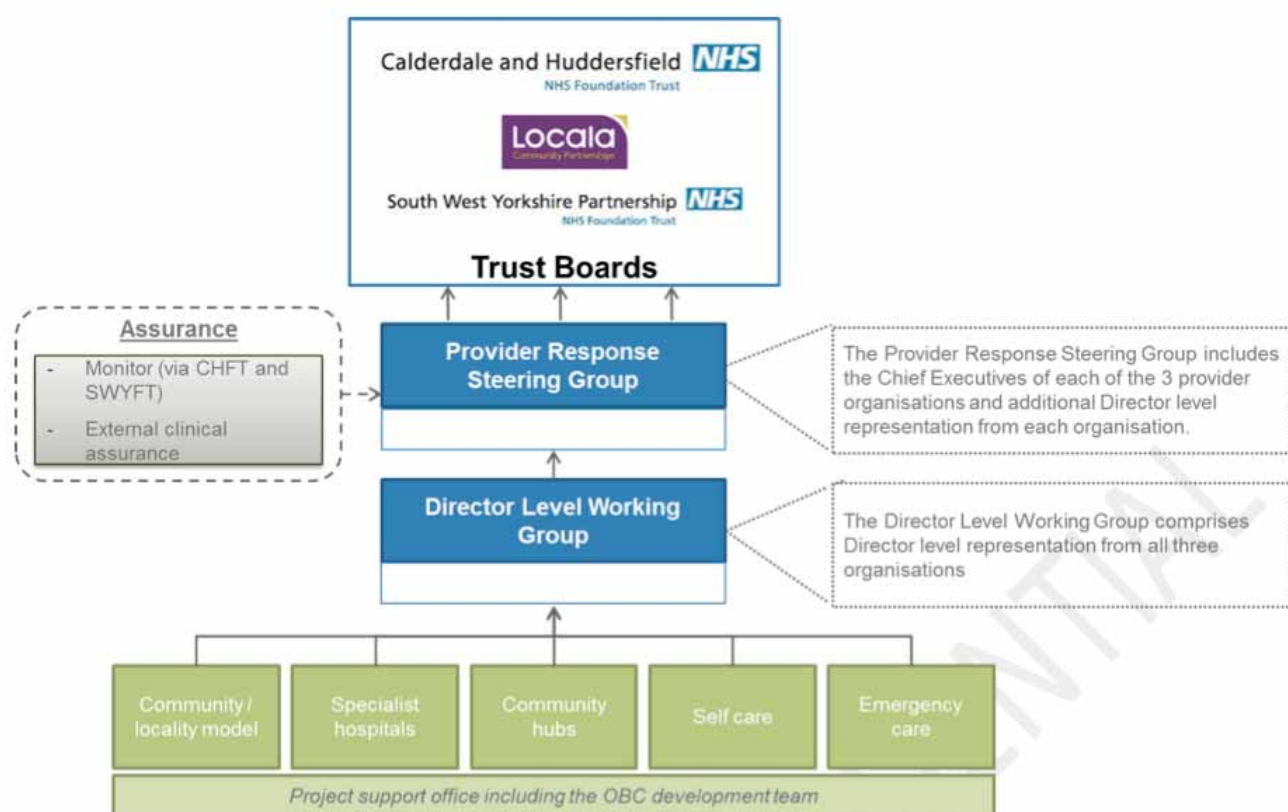 Calderdale and Huddersfield NHS
NHS Foundation Trust
Locala
Community Partnerships
South West Yorkshire Partnership NHS
NHS Foundation Trust
Trust Boards
Assurance
- Monitor (via CHFT and
SWYFT)
- External clinical
assurance
Provider Response
Steering Group
The Provider Response Steering Group includes
the Chief Executives of each of the 3 provider
organisations and additional Director level
representation from each organisation.
Director Level Working
Group
The Director Level Working Group comprises
Director level representation from all three
organisations
Community /
locality model
Specialist
hospitals
Community
hubs
Self care
Emergency
care
Project support office including the OBC development team
ENTIAL